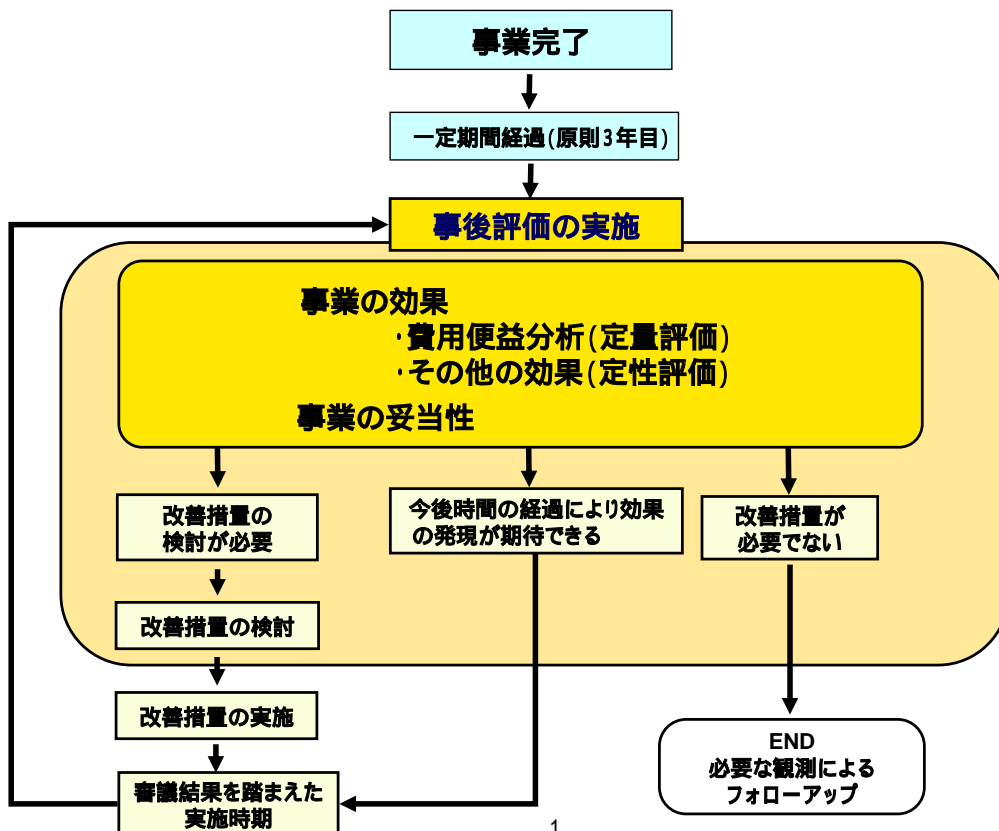 事業完了
一定期間経過(原則3年目)
事後評価の実施
事業の効果
・費用便益分析(定量評価)
・その他の効果(定性評価)
事業の妥当性
改善措置の
検討が必要
今後時間の経過により効果
の発現が期待できる
改善措置が
必要でない
改善措置の検討
改善措置の実施
審議結果を踏まえた
実施時期
END
必要な観測による
フォローアップ
1